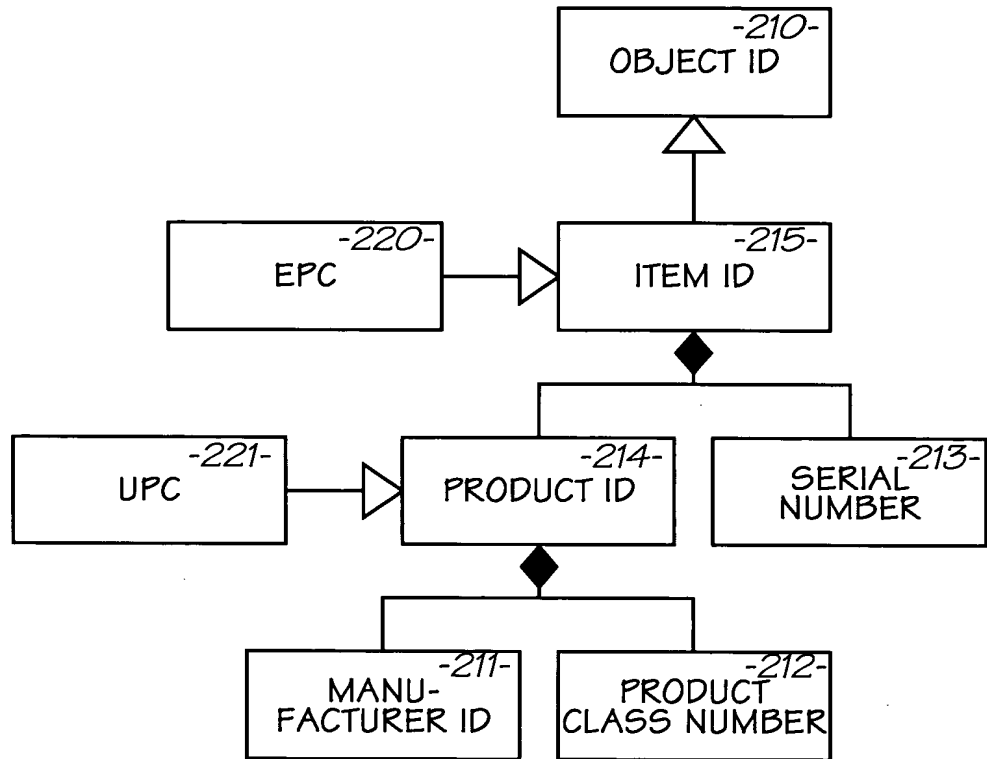 -210-
OBJECT ID
-220-
EPC
-215-
ITEM ID
-221-
UPC
-214-
PRODUCT ID
-213-
SERIAL
NUMBER
-211-
MANU-
FACTURER ID
-212-
PRODUCT
CLASS NUMBER